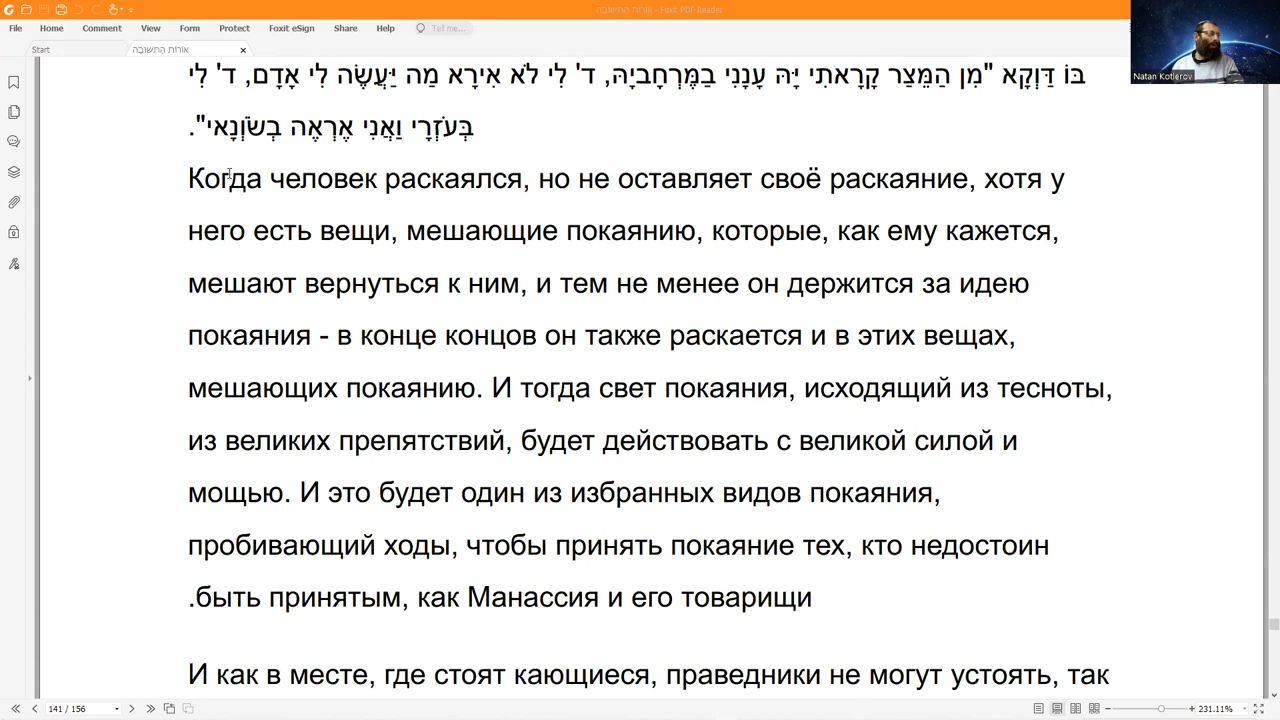 אורות התשובה - Foxit PDF Reader
File Home Comment View Form Protect Foxit eSign Share Help Tell me...
Start אורות התשובה
Natan Kotlerov
בּוֹ דַּוְקָא "מִן הַמֵּצַר קָרָאתִי יָּהּ עָנָנִי בַמֶּרְחָבִיָהּ, ד' לִי לֹא אִירָא מַה יַּעֲשֶׂה לִי אָדָם, ד' לִי
בְּעֹזְרָי וַאֲנִי אֶרְאֶה בְשׂוֹנְאָי".
Когда человек раскаялся, но не оставляет своё раскаяние, хотя у
него есть вещи, мешающие покаянию, которые, как ему кажется,
мешают вернуться к ним, и тем не менее он держится за идею
покаяния - в конце концов он также раскается и в этих вещах,
мешающих покаянию. И тогда свет покаяния, исходящий из тесноты,
из великих препятствий, будет действовать с великой силой и
мощью. И это будет один из избранных видов покаяния,
пробивающий ходы, чтобы принять покаяние тех, кто недостоин
.быть принятым, как Манассия и его товарищи
И как в месте, где стоят кающиеся, праведники не могут устоять, так
141 / 156 231.11%